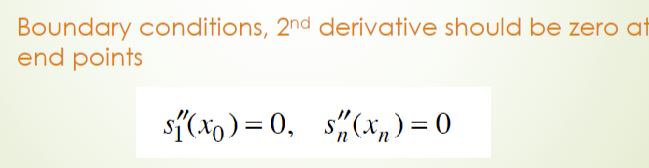 Boundary conditions, 2nd derivative should be zero at
end points
s₁″(x₀) = 0, sₙ″(xₙ) = 0